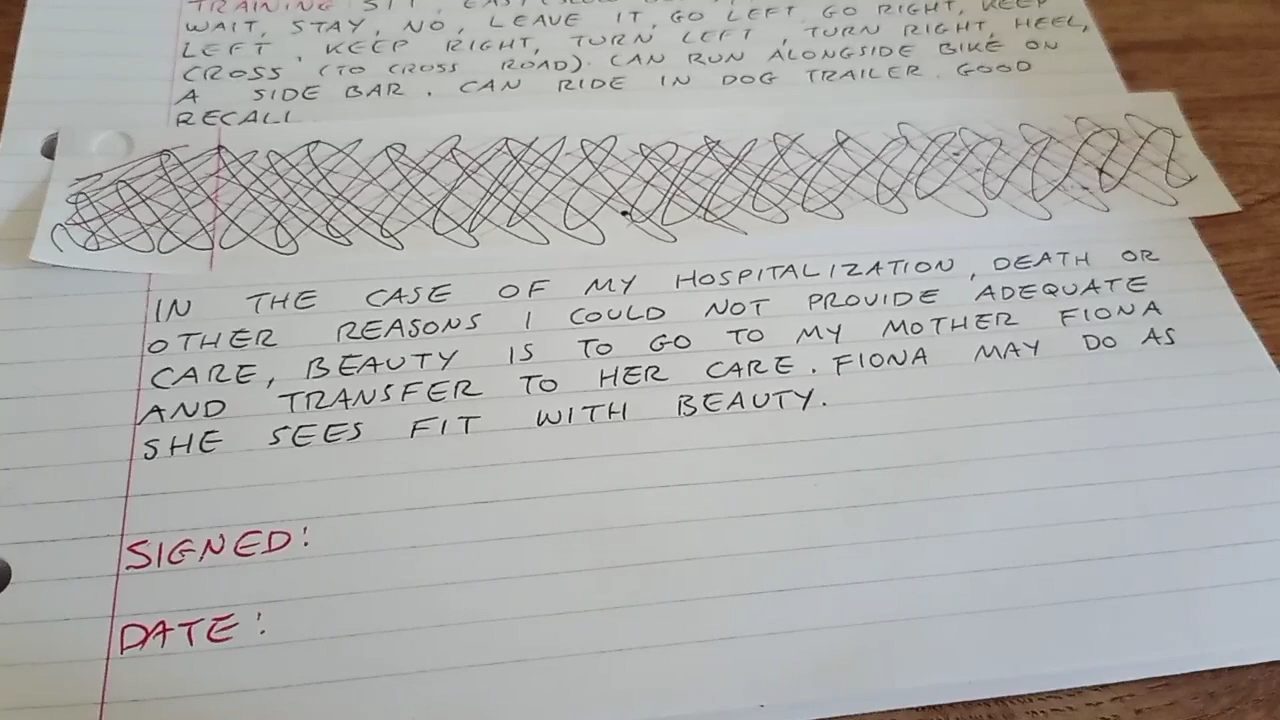 TRAINING SIT,
WAIT, STAY, NO, LEAVE IT, GO LEFT, GO RIGHT, KEEP
LEFT, KEEP RIGHT, TURN LEFT, TURN RIGHT, HEEL,
CROSS (TO CROSS ROAD). CAN RUN ALONGSIDE BIKE ON
A SIDE BAR. CAN RIDE IN DOG TRAILER. GOOD
RECALL
IN THE CASE OF MY HOSPITALIZATION, DEATH OR
OTHER REASONS I COULD NOT PROVIDE ADEQUATE
CARE, BEAUTY IS TO GO TO MY MOTHER FIONA
AND TRANSFER TO HER CARE. FIONA MAY DO AS
SHE SEES FIT WITH BEAUTY.
SIGNED:
DATE: